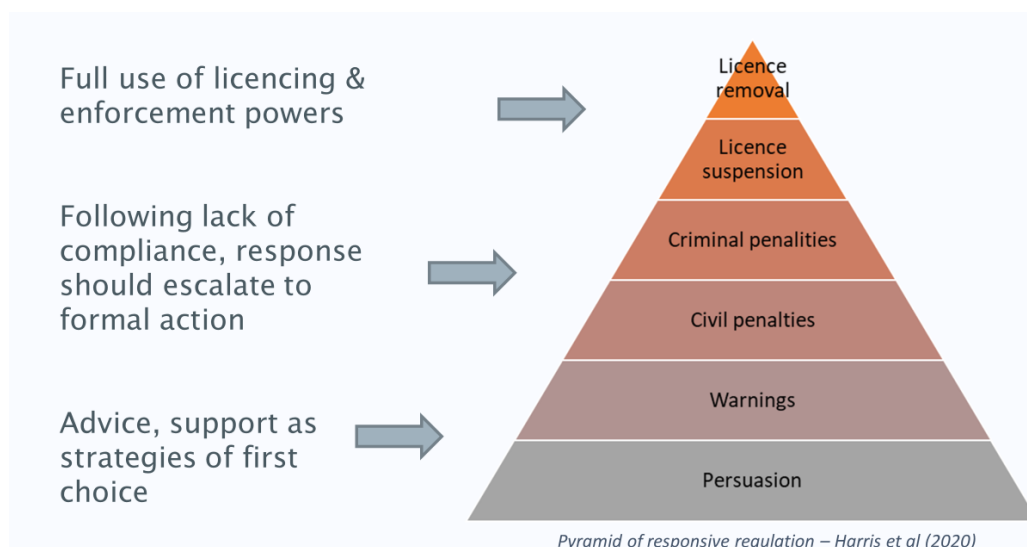 Full use of licencing &
enforcement powers
Following lack of
compliance, response
should escalate to
formal action
Advice, support as
strategies of first
choice
Licence
removal
Licence
suspension
Criminal penalities
Civil penalties
Warnings
Persuasion
Pyramid of responsive regulation – Harris et al (2020)